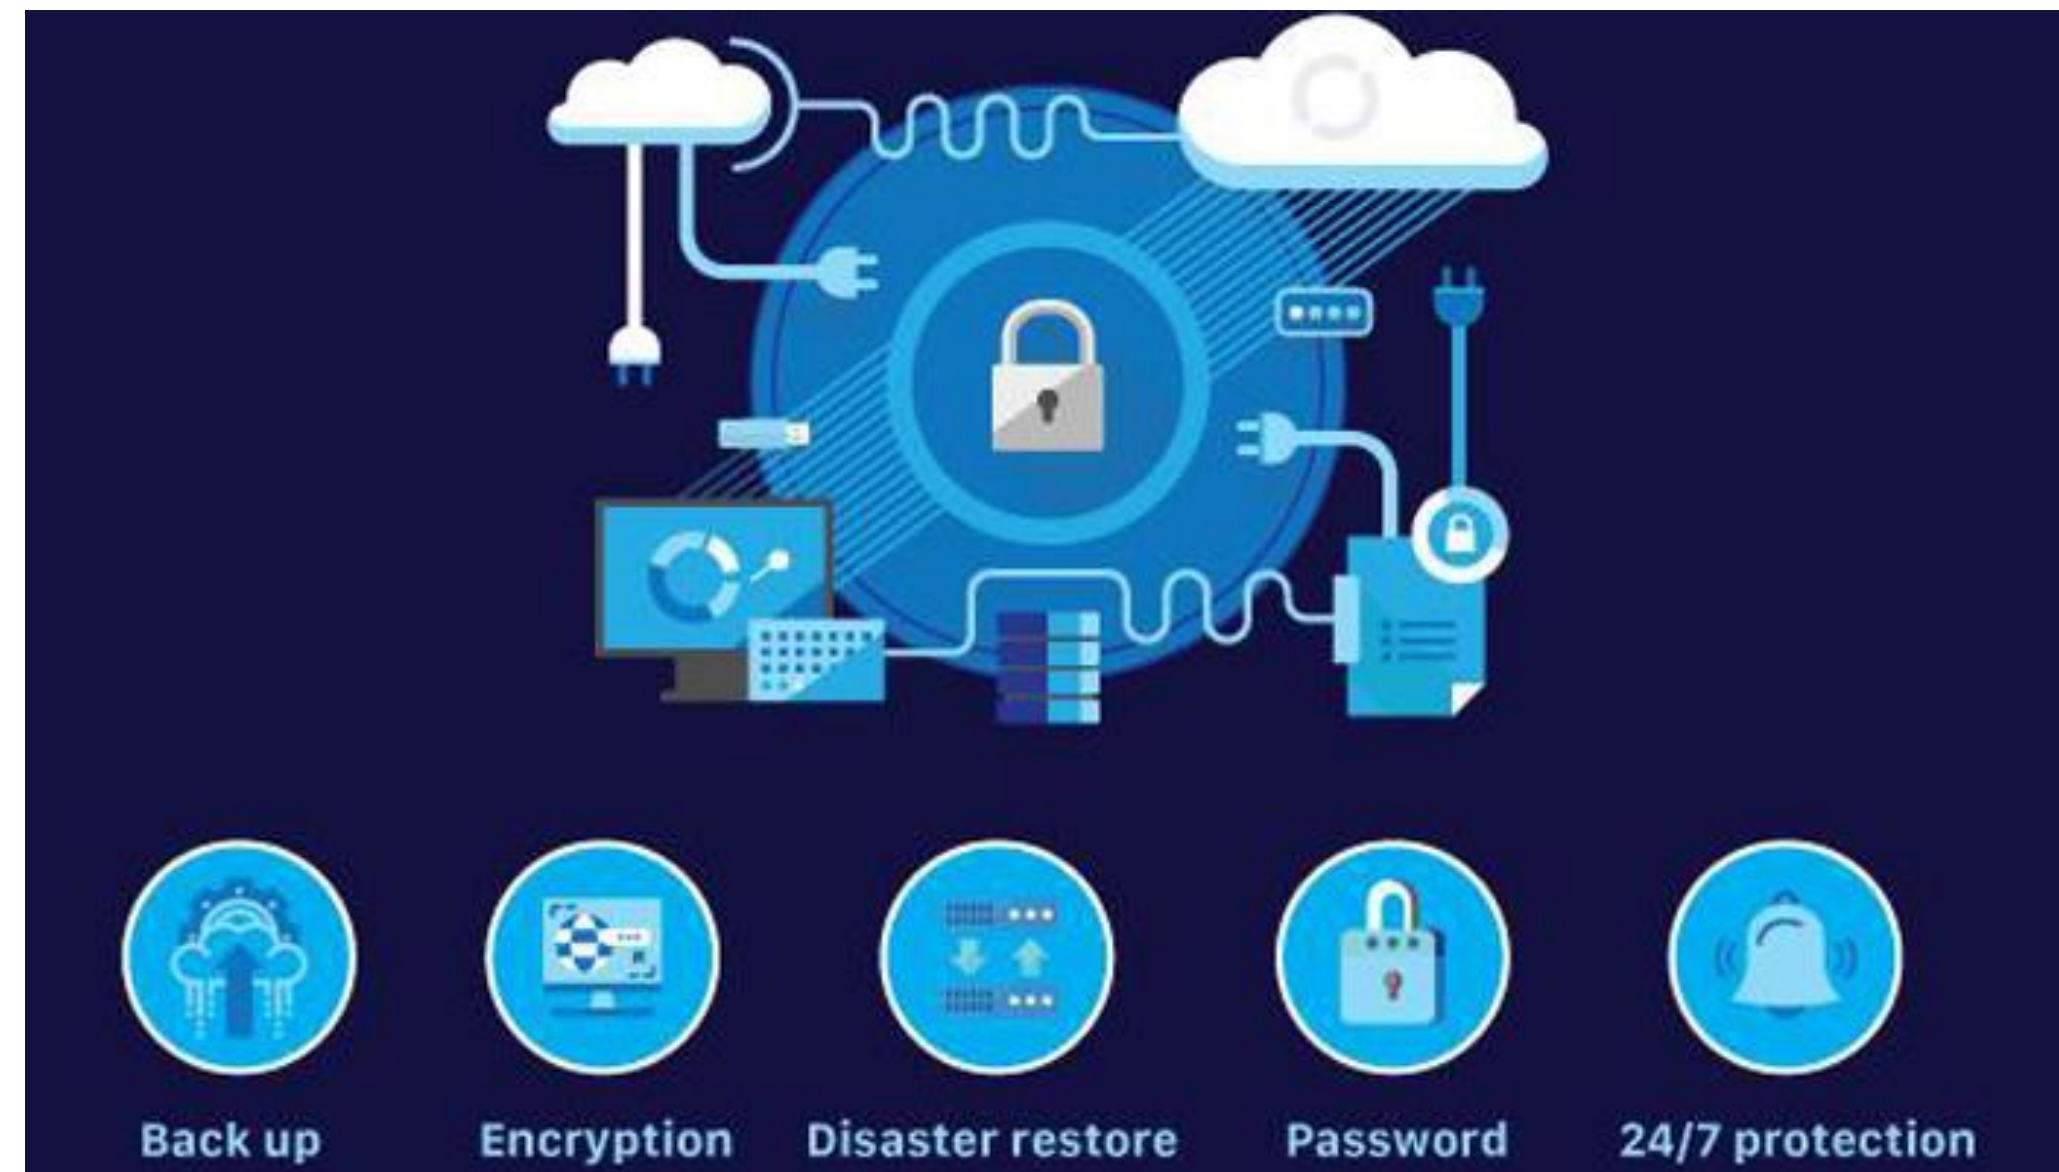 Back up
Encryption
Disaster restore
Password
24/7 protection